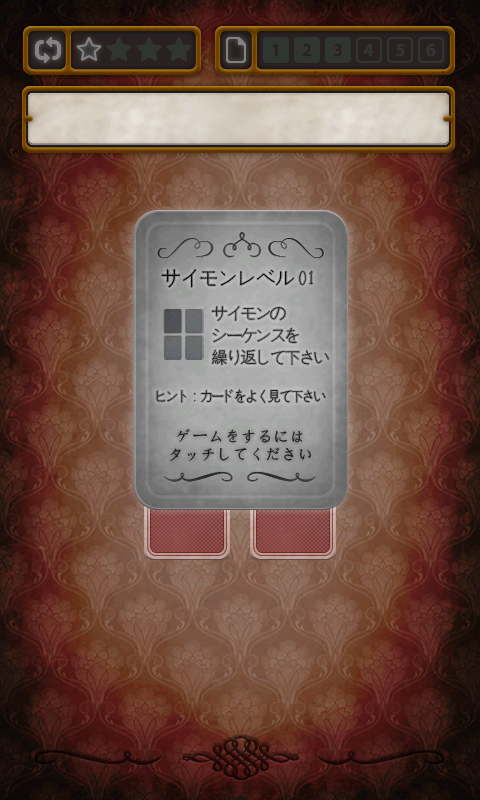 1 2 3 4 5 6
サイモンレベル 01
サイモンの
シーケンスを
繰り返して下さい
ヒント : カードをよく見て下さい
ゲームをするには
タッチしてください